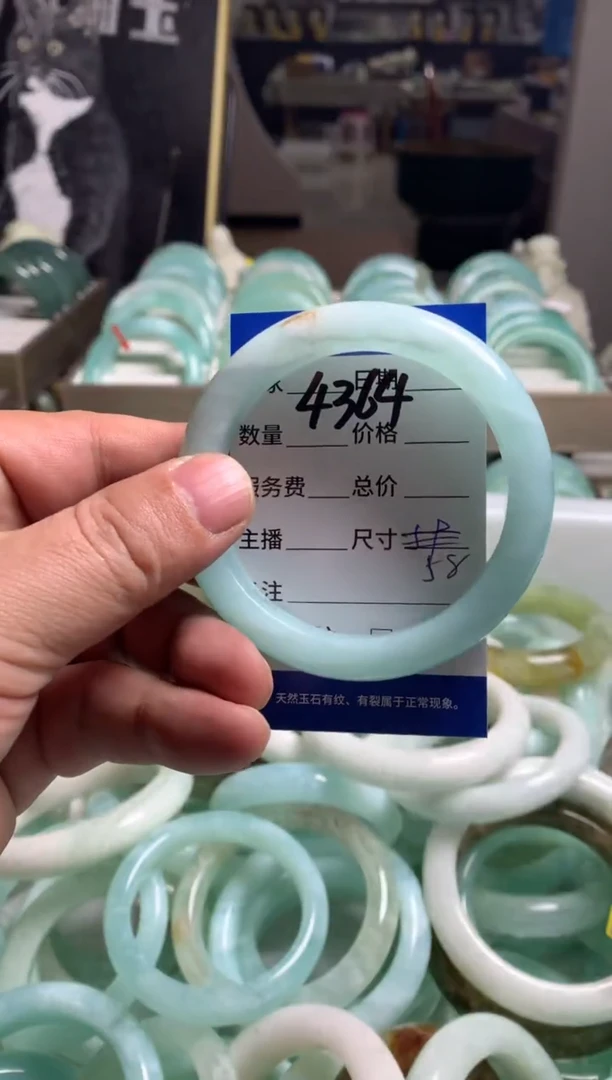 玉
日期
4364
数量 价格
服务费 总价
主播 尺寸
58
注
天然玉石有纹、有裂属于正常现象。